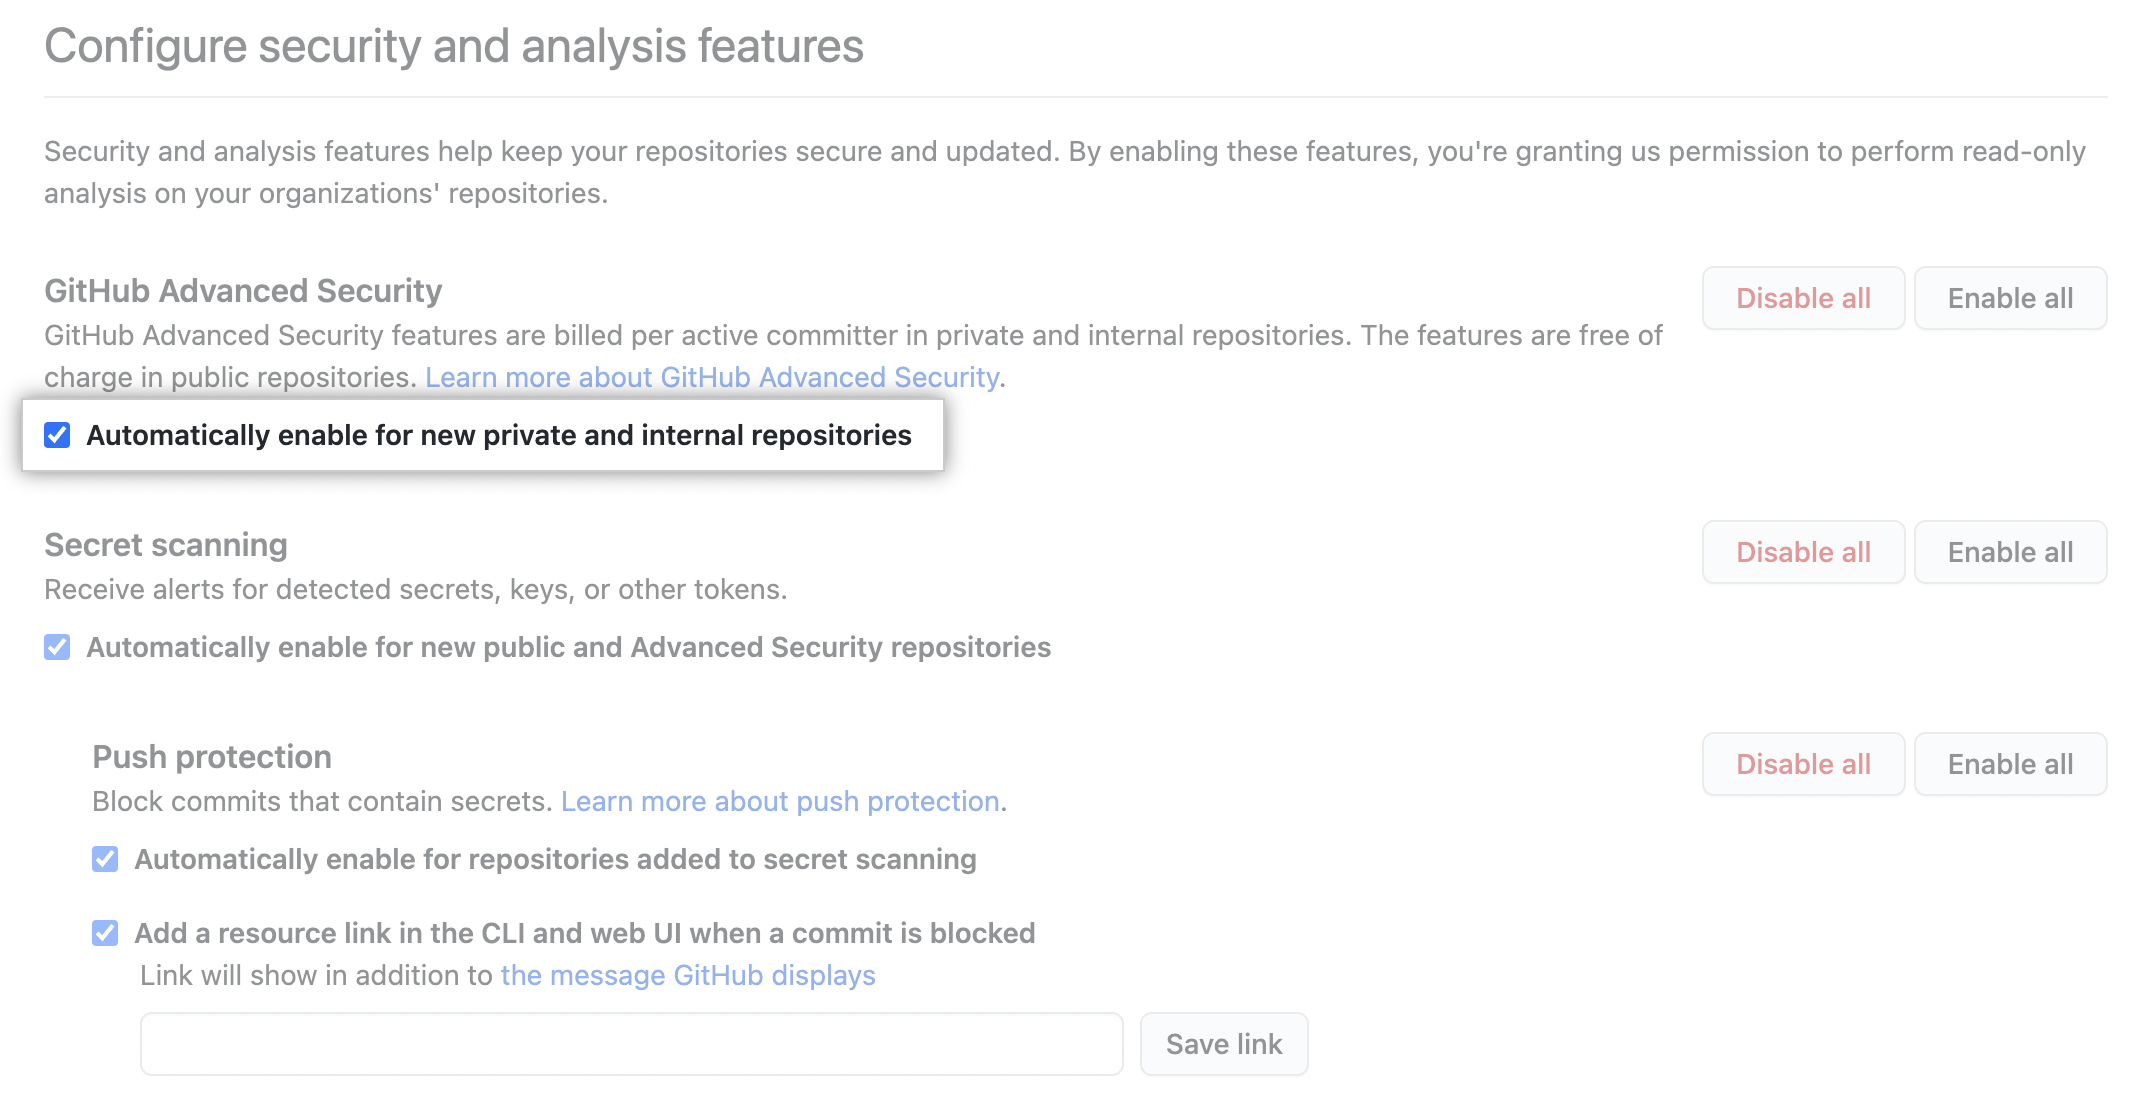 Configure security and analysis features
Security and analysis features help keep your repositories secure and updated. By enabling these features, you're granting us permission to perform read-only
analysis on your organizations' repositories.
GitHub Advanced Security
Disable all
Enable all
GitHub Advanced Security features are billed per active committer in private and internal repositories. The features are free of
charge in public repositories. Learn more about GitHub Advanced Security.
Automatically enable for new private and internal repositories
Secret scanning
Disable all
Enable all
Receive alerts for detected secrets, keys, or other tokens.
Automatically enable for new public and Advanced Security repositories
Push protection
Disable all
Enable all
Block commits that contain secrets. Learn more about push protection.
Automatically enable for repositories added to secret scanning
Add a resource link in the CLI and web UI when a commit is blocked
Link will show in addition to the message GitHub displays
Save link